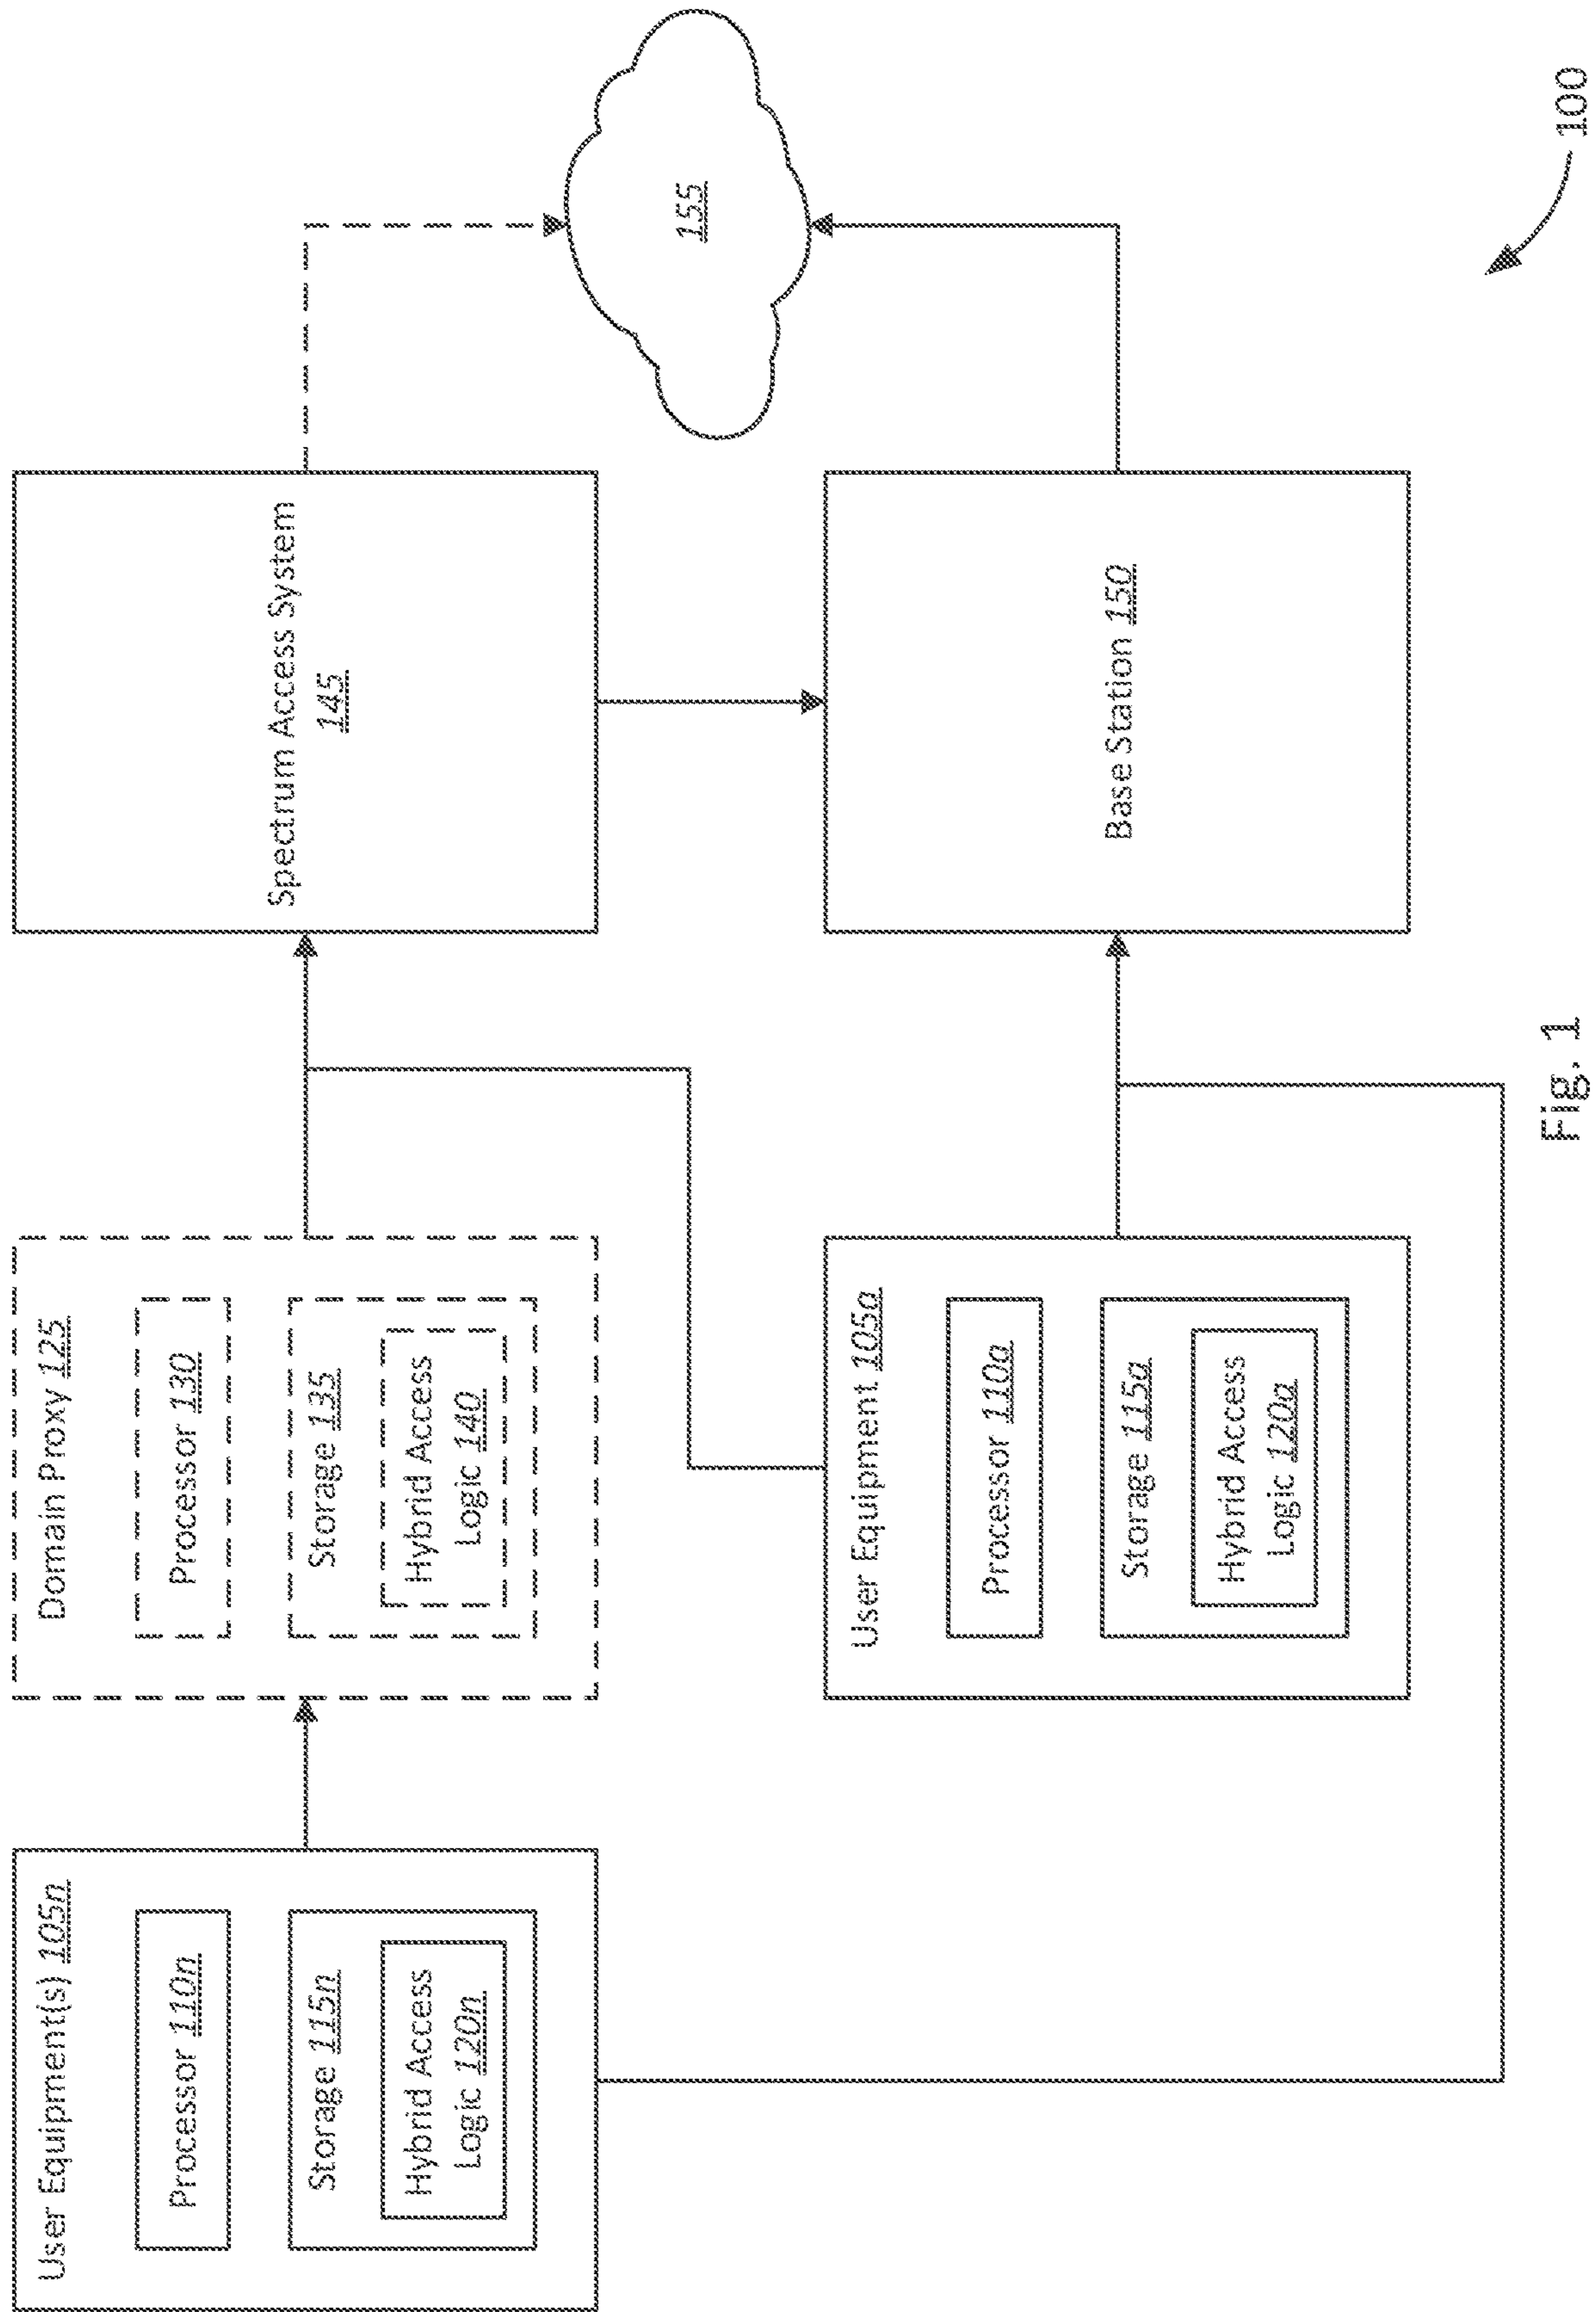 User Equipment(s) 105n
Processor 110n
Storage 115n
Hybrid Access
Logic 120n
Domain Proxy 125
Processor 130
Storage 135
Hybrid Access
Logic 140
Spectrum Access System
145
User Equipment 105a
Processor 110a
Storage 115a
Hybrid Access
Logic 120a
Base Station 150
155
100
Fig. 1